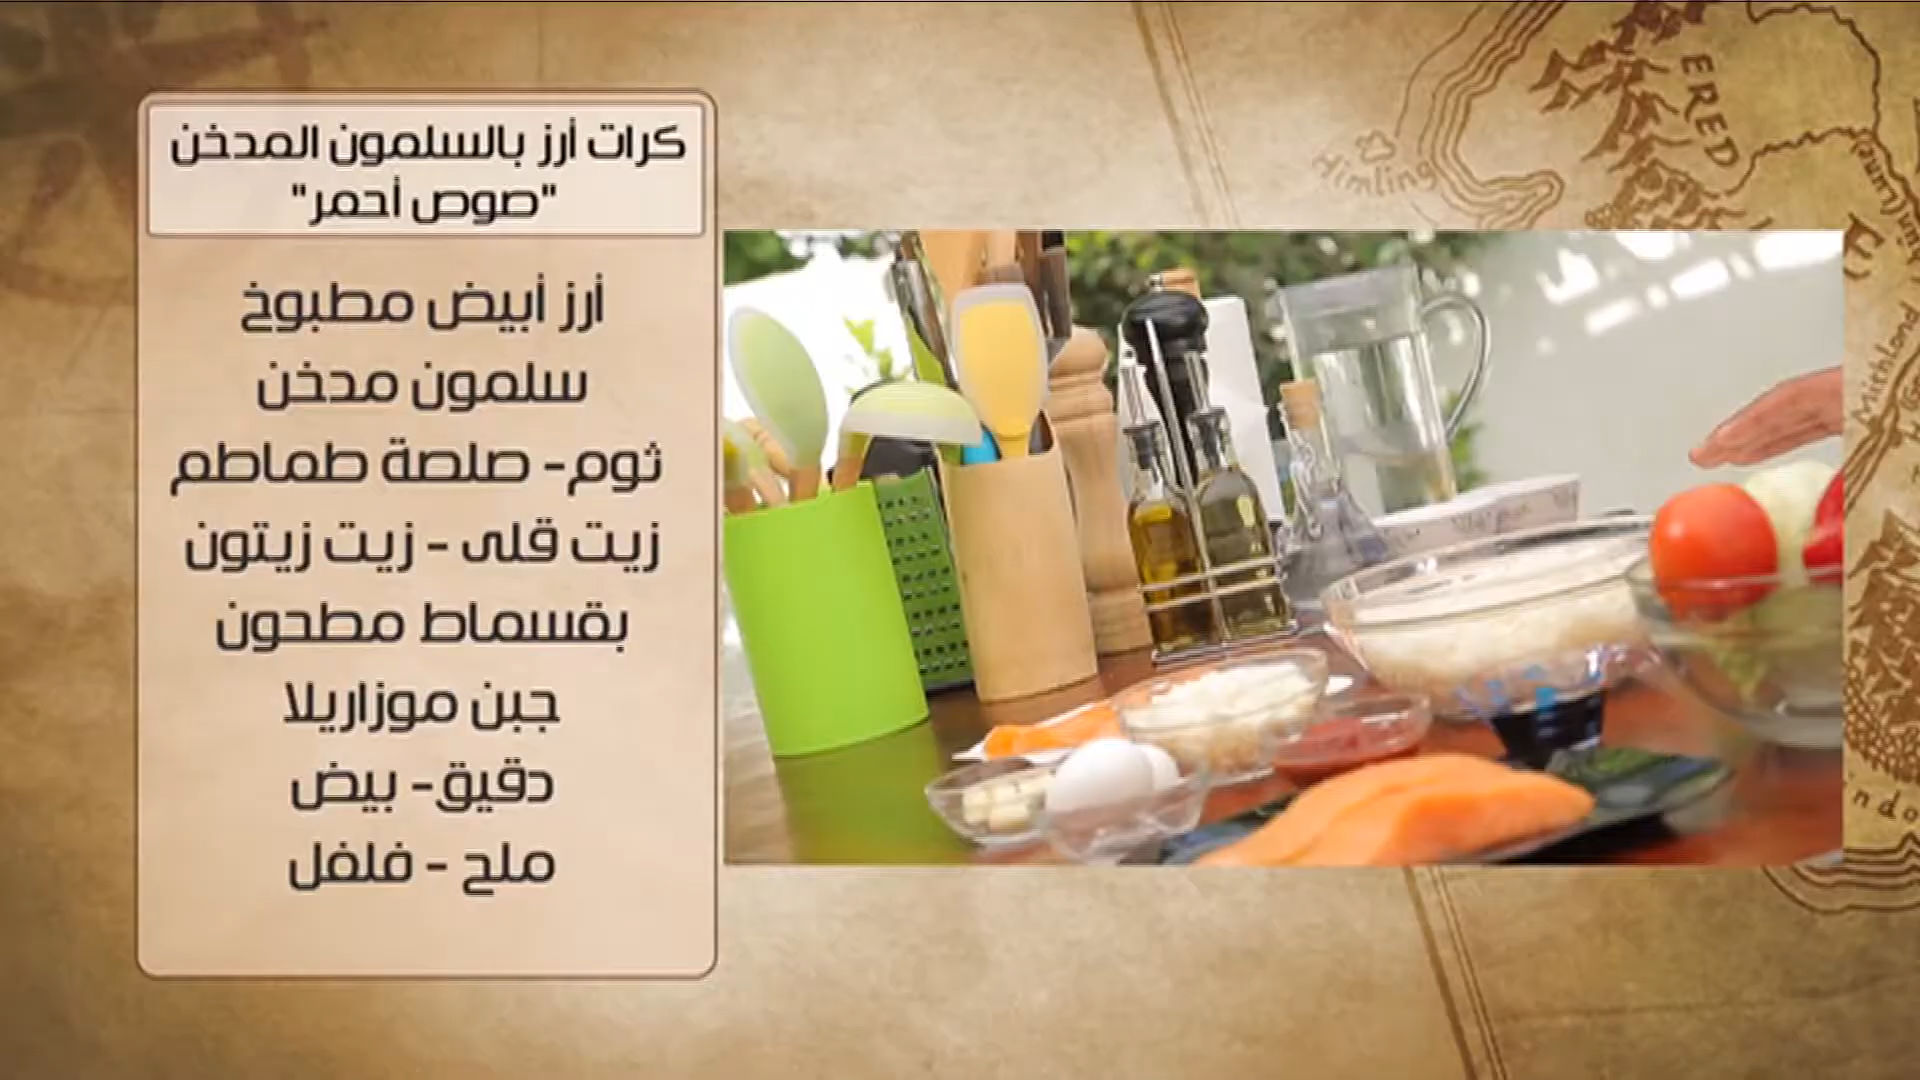 كرات أرز بالسلمون المدخن
"صوص أحمر"
أرز أبيض مطبوخ
سلمون مدخن
ثوم- صلصة طماطم
زيت قلى - زيت زيتون
بقسماط مطحون
جبن موزاريلا
دقيق- بيض
ملح - فلفل
ERED
Himling
Mithlond